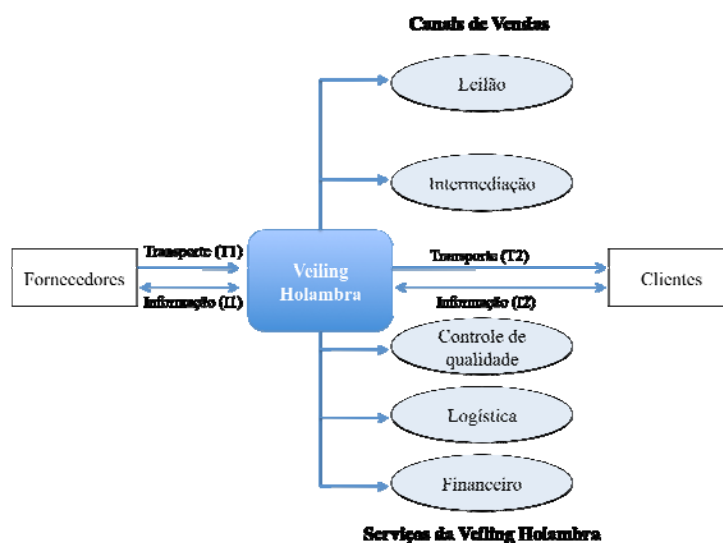 Canais de Vendas
Leilão
Intermediação
Transporte (T1)
Transporte (T2)
Fornecedores
Veiling
Holambra
Clientes
Informação (I1)
Informação (I2)
Controle de
qualidade
Logística
Financeiro
Serviços da Veiling Holambra